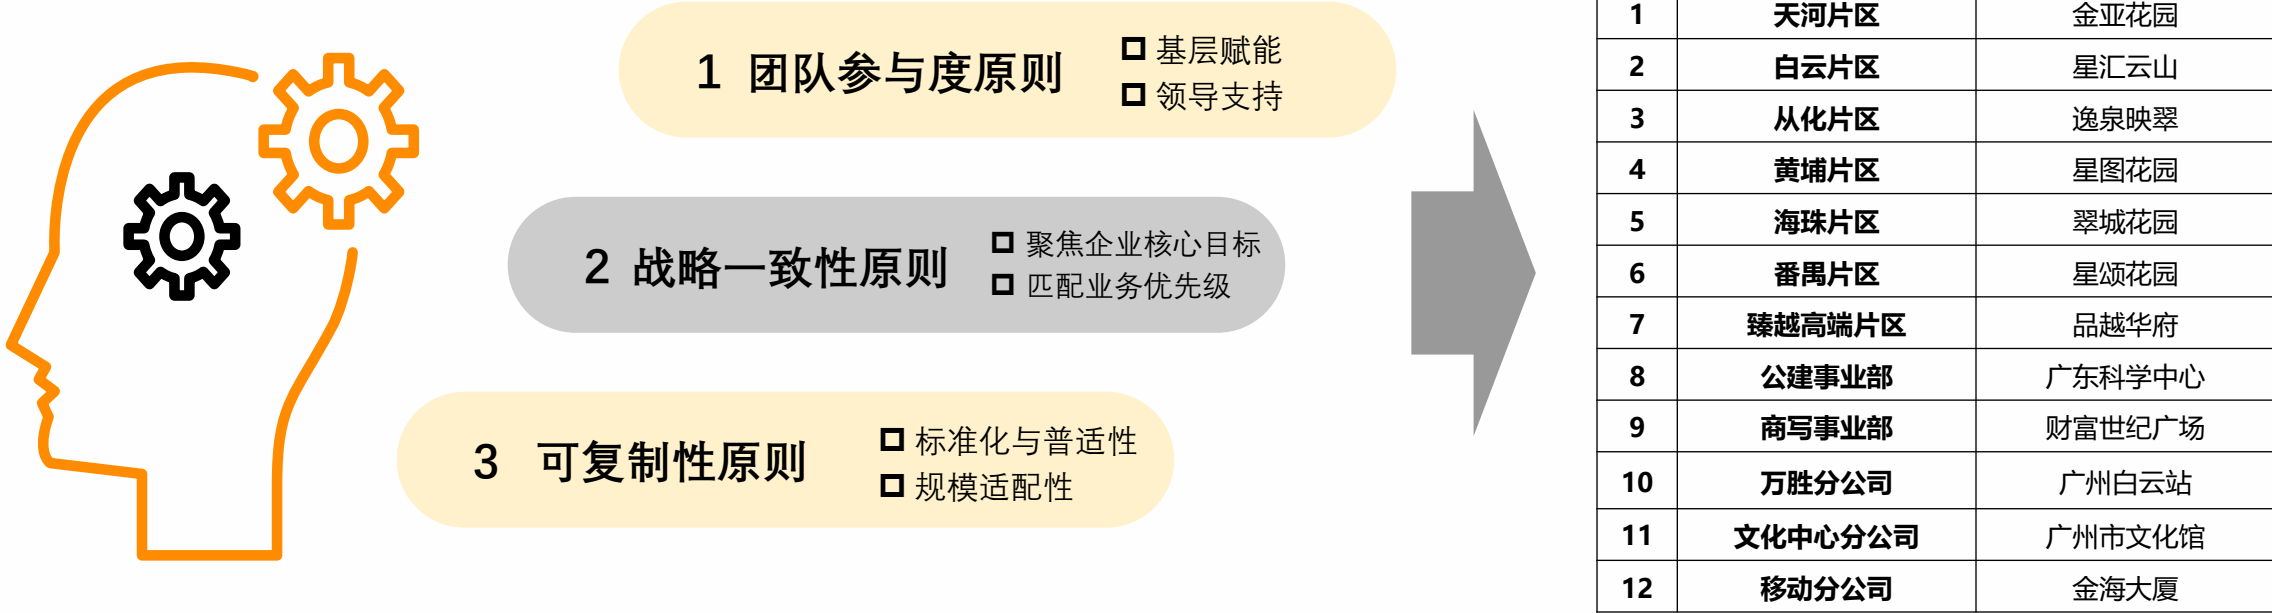 1 团队参与度原则
基层赋能
领导支持
2 战略一致性原则
聚焦企业核心目标
匹配业务优先级
3 可复制性原则
标准化与普适性
规模适配性
1 天河片区 金亚花园
2 白云片区 星汇云山
3 从化片区 逸泉映翠
4 黄埔片区 星图花园
5 海珠片区 翠城花园
6 番禺片区 星颂花园
7 臻越高端片区 品越华府
8 公建事业部 广东科学中心
9 商写事业部 财富世纪广场
10 万胜分公司 广州白云站
11 文化中心分公司 广州市文化馆
12 移动分公司 金海大厦